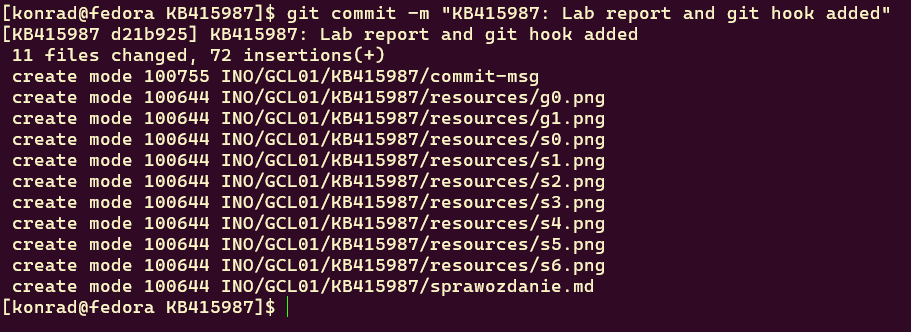 [konrad@fedora KB415987]$ git commit -m "KB415987: Lab report and git hook added"
[KB415987 d21b925] KB415987: Lab report and git hook added
 11 files changed, 72 insertions(+)
 create mode 100755 INO/GCL01/KB415987/commit-msg
 create mode 100644 INO/GCL01/KB415987/resources/g0.png
 create mode 100644 INO/GCL01/KB415987/resources/g1.png
 create mode 100644 INO/GCL01/KB415987/resources/s0.png
 create mode 100644 INO/GCL01/KB415987/resources/s1.png
 create mode 100644 INO/GCL01/KB415987/resources/s2.png
 create mode 100644 INO/GCL01/KB415987/resources/s3.png
 create mode 100644 INO/GCL01/KB415987/resources/s4.png
 create mode 100644 INO/GCL01/KB415987/resources/s5.png
 create mode 100644 INO/GCL01/KB415987/resources/s6.png
 create mode 100644 INO/GCL01/KB415987/sprawozdanie.md
[konrad@fedora KB415987]$